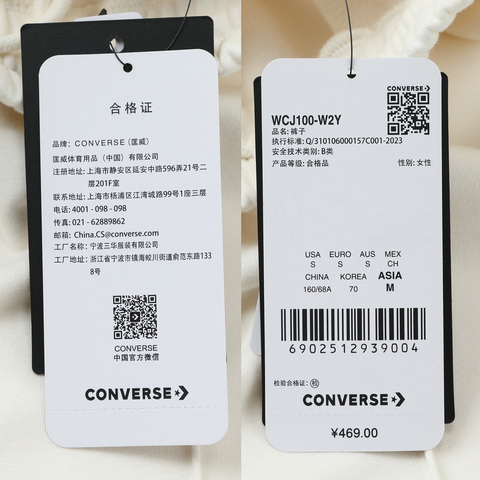 合格证
品牌: CONVERSE (匡威)
匡威体育用品（中国）有限公司
注册地址: 上海市静安区延安中路596弄21号二
层201F室
联系地址: 上海市杨浦区江湾城路99号1座三层
电话: 4001 - 098 - 098
传真: 021 - 62889862
邮箱: China.CS@converse.com
工厂名称: 宁波三华服装有限公司
工厂地址: 浙江省宁波市镇海蛟川街道俞范东路133
8号
CONVERSE
中国官方微信
CONVERSE
CONVERSE
WCJ100-W2Y
品名: 裤子
执行标准: Q/310106000157C001-2023
安全技术类别: B类
产品等级: 合格品 性别: 女性
USA EURO AUS MEX
S S S CH
CHINA KOREA ASIA
160/68A 70 M
6902512939004
检验合格证: 检
CONVERSE
¥469.00